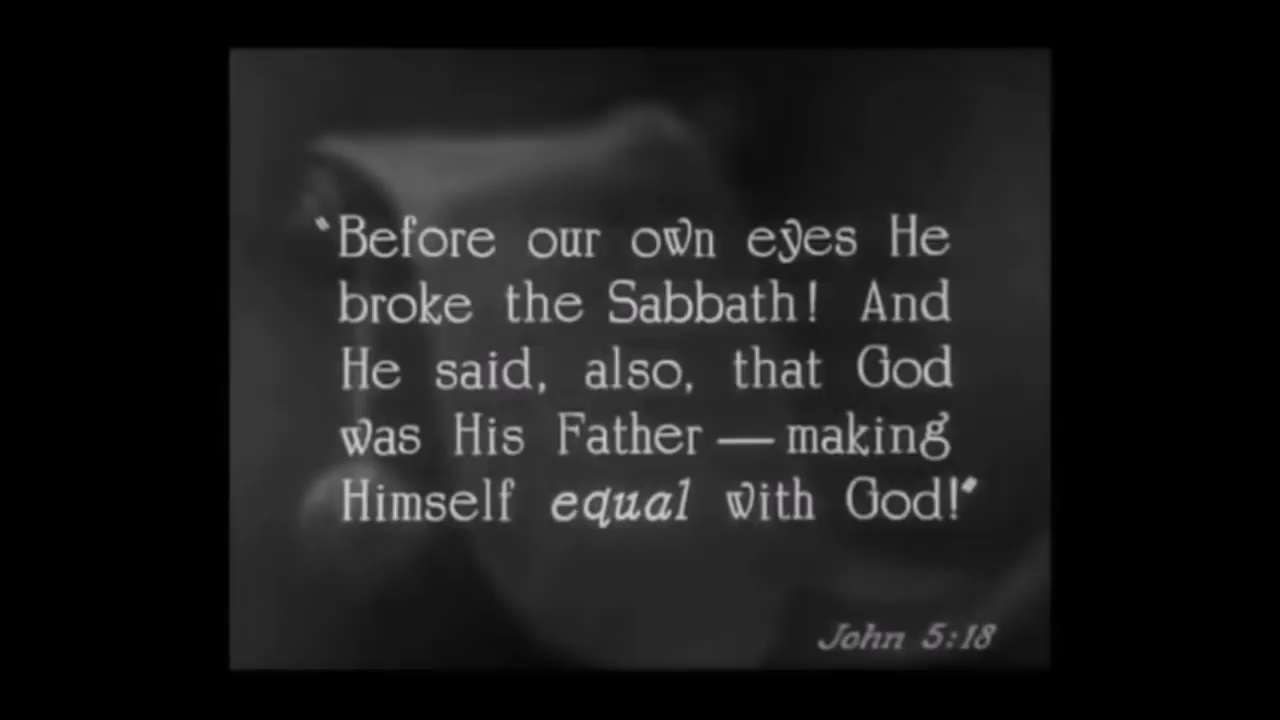 "Before our own eyes He
broke the Sabbath! And
He said, also, that God
was His Father — making
Himself equal with God!"
John 5:18